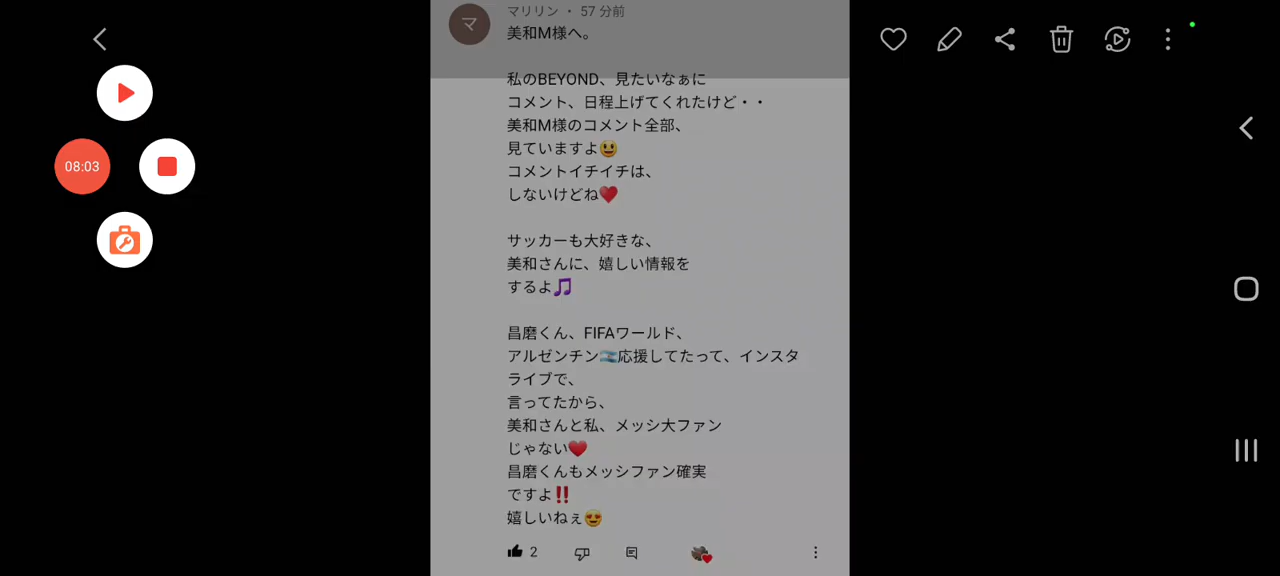 マリリン・57 分前
マ
美和M様へ。
私のBEYOND、見たいなぁに
コメント、日程上げてくれたけど・・
美和M様のコメント全部、
見ていますよ😃
コメントイチイチは、
しないけどね❤️
サッカーも大好きな、
美和さんに、嬉しい情報を
するよ🎵
昌磨くん、FIFAワールド、
アルゼンチン🇦🇷応援してたって、インスタ
ライブで、
言ってたから、
美和さんと私、メッシ大ファン
じゃない❤️
昌磨くんもメッシファン確実
ですよ‼️
嬉しいねぇ😍
2
08:03